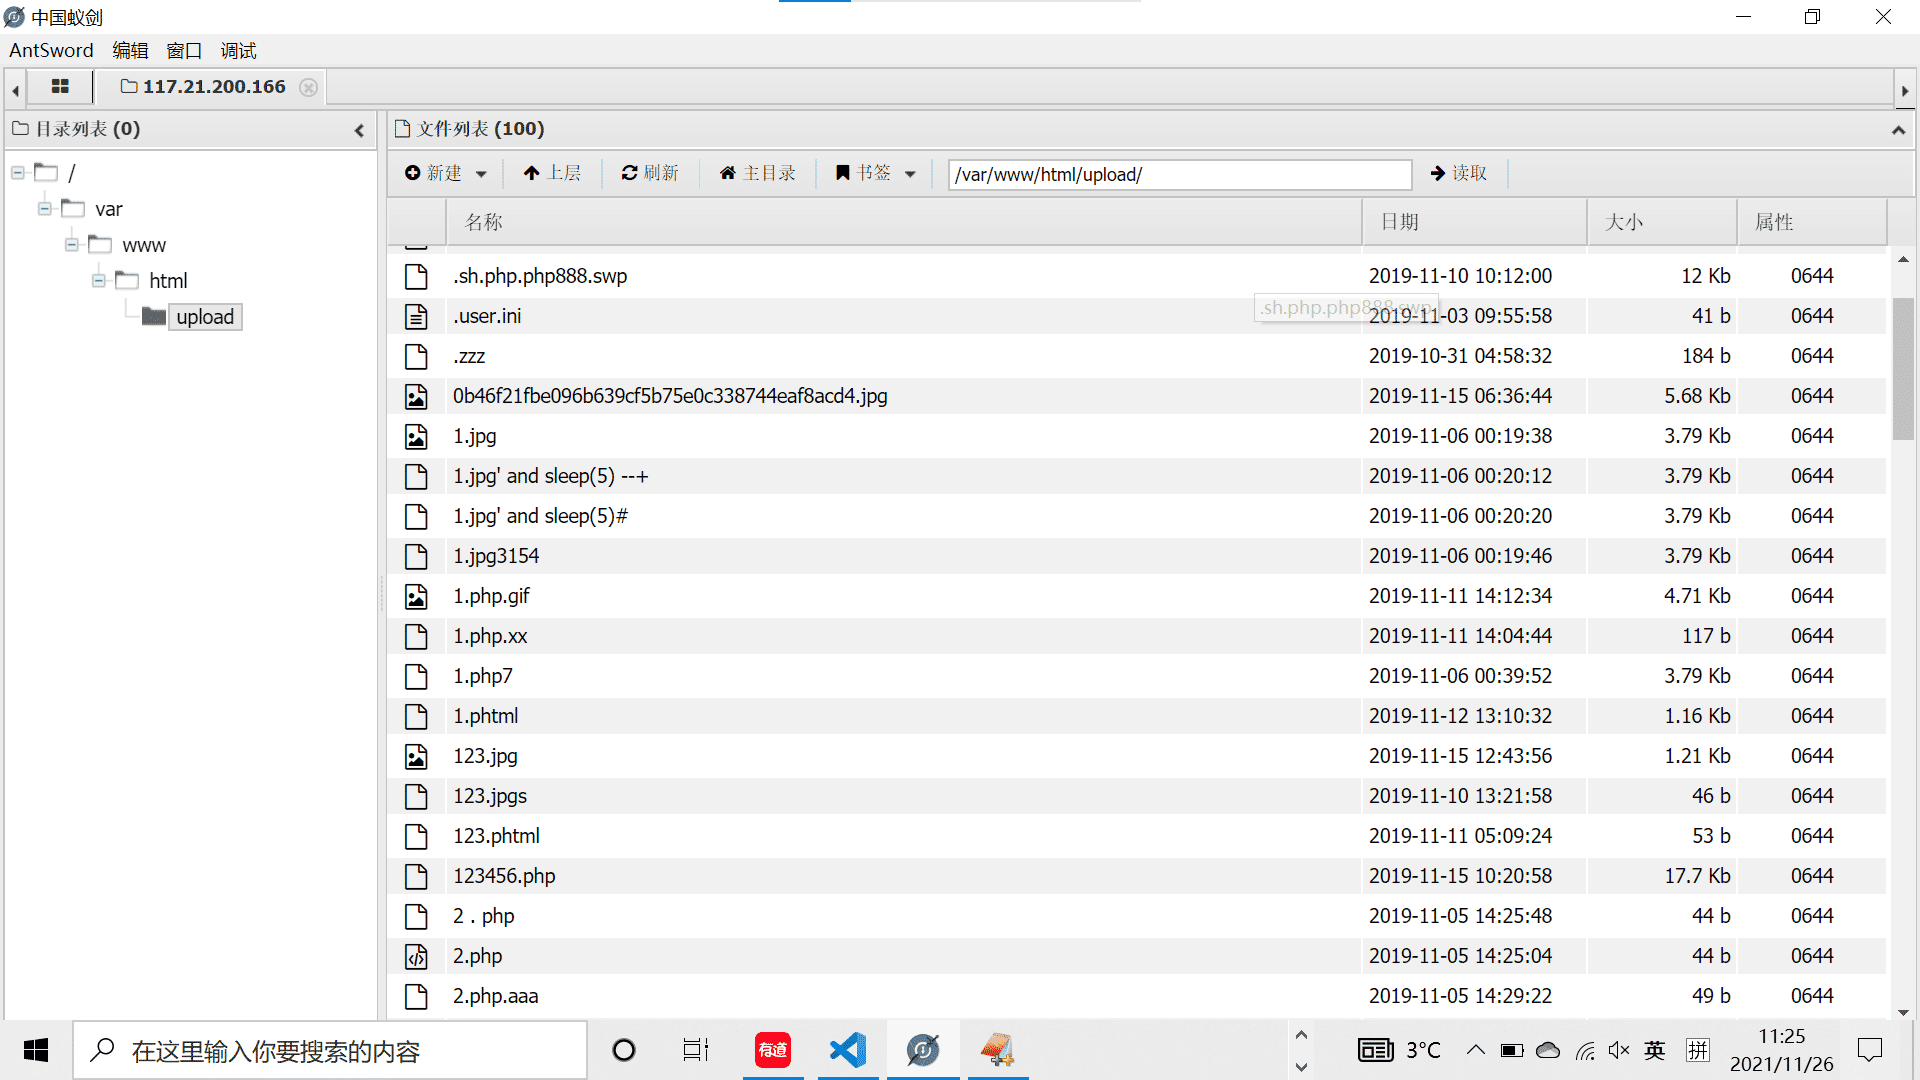 中国蚁剑
AntSword 编辑 窗口 调试
117.21.200.166
目录列表 (0)
文件列表 (100)
新建 上层 刷新 主目录 书签 /var/www/html/upload/ 读取
/
var
www
html
upload
名称 日期 大小 属性
.sh.php.php888.swp 2019-11-10 10:12:00 12 Kb 0644
.sh.php.php888.swp
.user.ini 2019-11-03 09:55:58 41 b 0644
.zzz 2019-10-31 04:58:32 184 b 0644
0b46f21fbe096b639cf5b75e0c338744eaf8acd4.jpg 2019-11-15 06:36:44 5.68 Kb 0644
1.jpg 2019-11-06 00:19:38 3.79 Kb 0644
1.jpg' and sleep(5) --+ 2019-11-06 00:20:12 3.79 Kb 0644
1.jpg' and sleep(5)# 2019-11-06 00:20:20 3.79 Kb 0644
1.jpg3154 2019-11-06 00:19:46 3.79 Kb 0644
1.php.gif 2019-11-11 14:12:34 4.71 Kb 0644
1.php.xx 2019-11-11 14:04:44 117 b 0644
1.php7 2019-11-06 00:39:52 3.79 Kb 0644
1.phtml 2019-11-12 13:10:32 1.16 Kb 0644
123.jpg 2019-11-15 12:43:56 1.21 Kb 0644
123.jpgs 2019-11-10 13:21:58 46 b 0644
123.phtml 2019-11-11 05:09:24 53 b 0644
123456.php 2019-11-15 10:20:58 17.7 Kb 0644
2 . php 2019-11-05 14:25:48 44 b 0644
2.php 2019-11-05 14:25:04 44 b 0644
2.php.aaa 2019-11-05 14:29:22 49 b 0644
在这里输入你要搜索的内容
有道
3°C
英
拼
11:25
2021/11/26